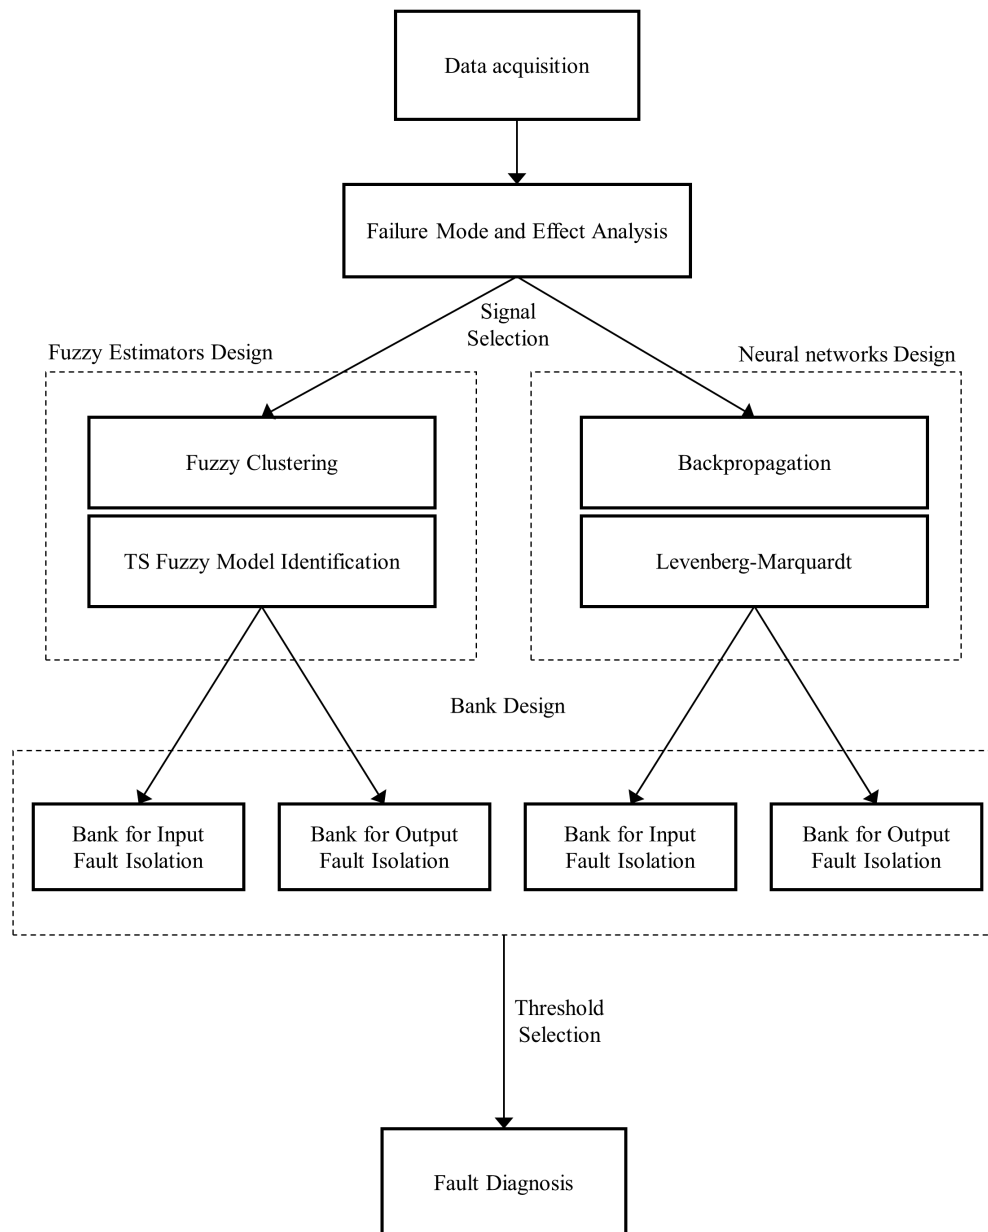 Data acquisition
Failure Mode and Effect Analysis
Signal
Selection
Fuzzy Estimators Design
Neural networks Design
Fuzzy Clustering
Backpropagation
TS Fuzzy Model Identification
Levenberg-Marquardt
Bank Design
Bank for Input
Fault Isolation
Bank for Output
Fault Isolation
Bank for Input
Fault Isolation
Bank for Output
Fault Isolation
Threshold
Selection
Fault Diagnosis